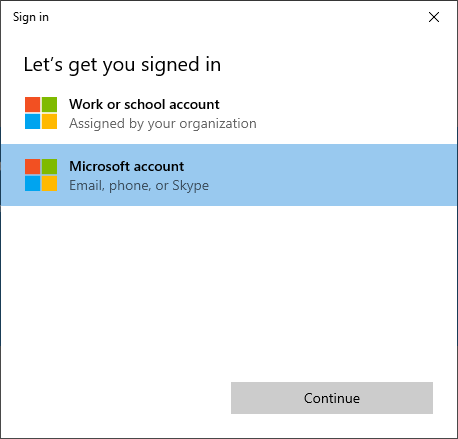 Sign in
Let's get you signed in
Work or school account
Assigned by your organization
Microsoft account
Email, phone, or Skype
Continue